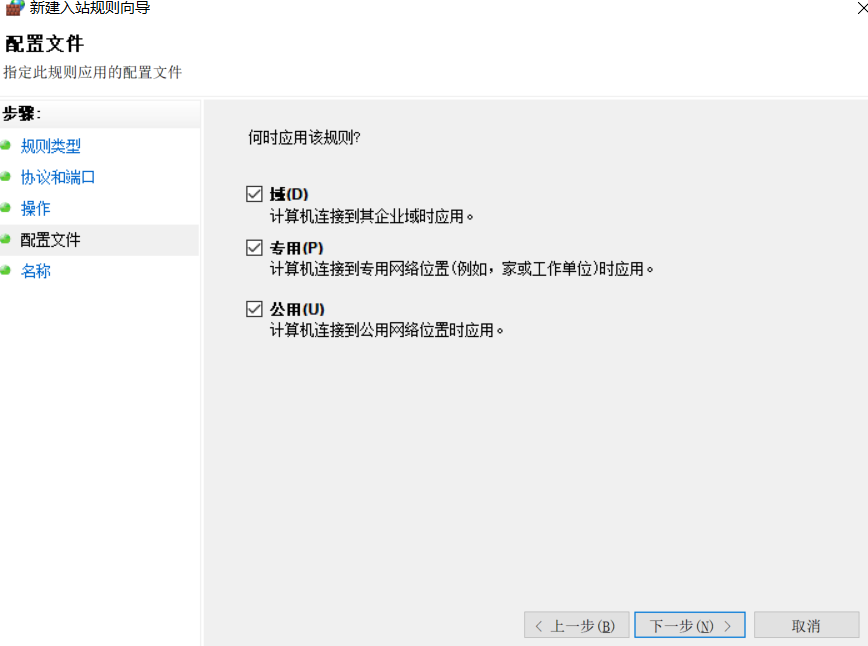 新建入站规则向导
配置文件
指定此规则应用的配置文件
步骤:
规则类型
协议和端口
操作
配置文件
名称
何时应用该规则?
域(D)
计算机连接到其企业域时应用。
专用(P)
计算机连接到专用网络位置(例如，家或工作单位)时应用。
公用(U)
计算机连接到公用网络位置时应用。
< 上一步(B)
下一步(N) >
取消